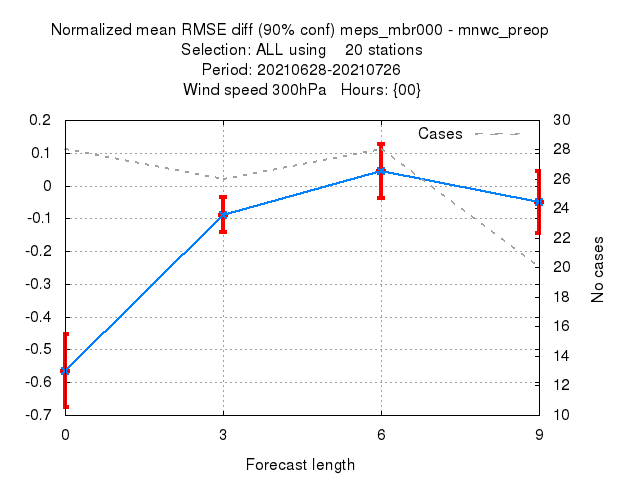 Normalized mean RMSE diff (90% conf) meps_mbr000 - mnwc_preop
Selection: ALL using 20 stations
Period: 20210628-20210726
Wind speed 300hPa Hours: {00}
Cases
0.2
0.1
0
-0.1
-0.2
-0.3
-0.4
-0.5
-0.6
-0.7
30
28
26
24
22
20
18
16
14
12
10
No cases
0 3 6 9
Forecast length